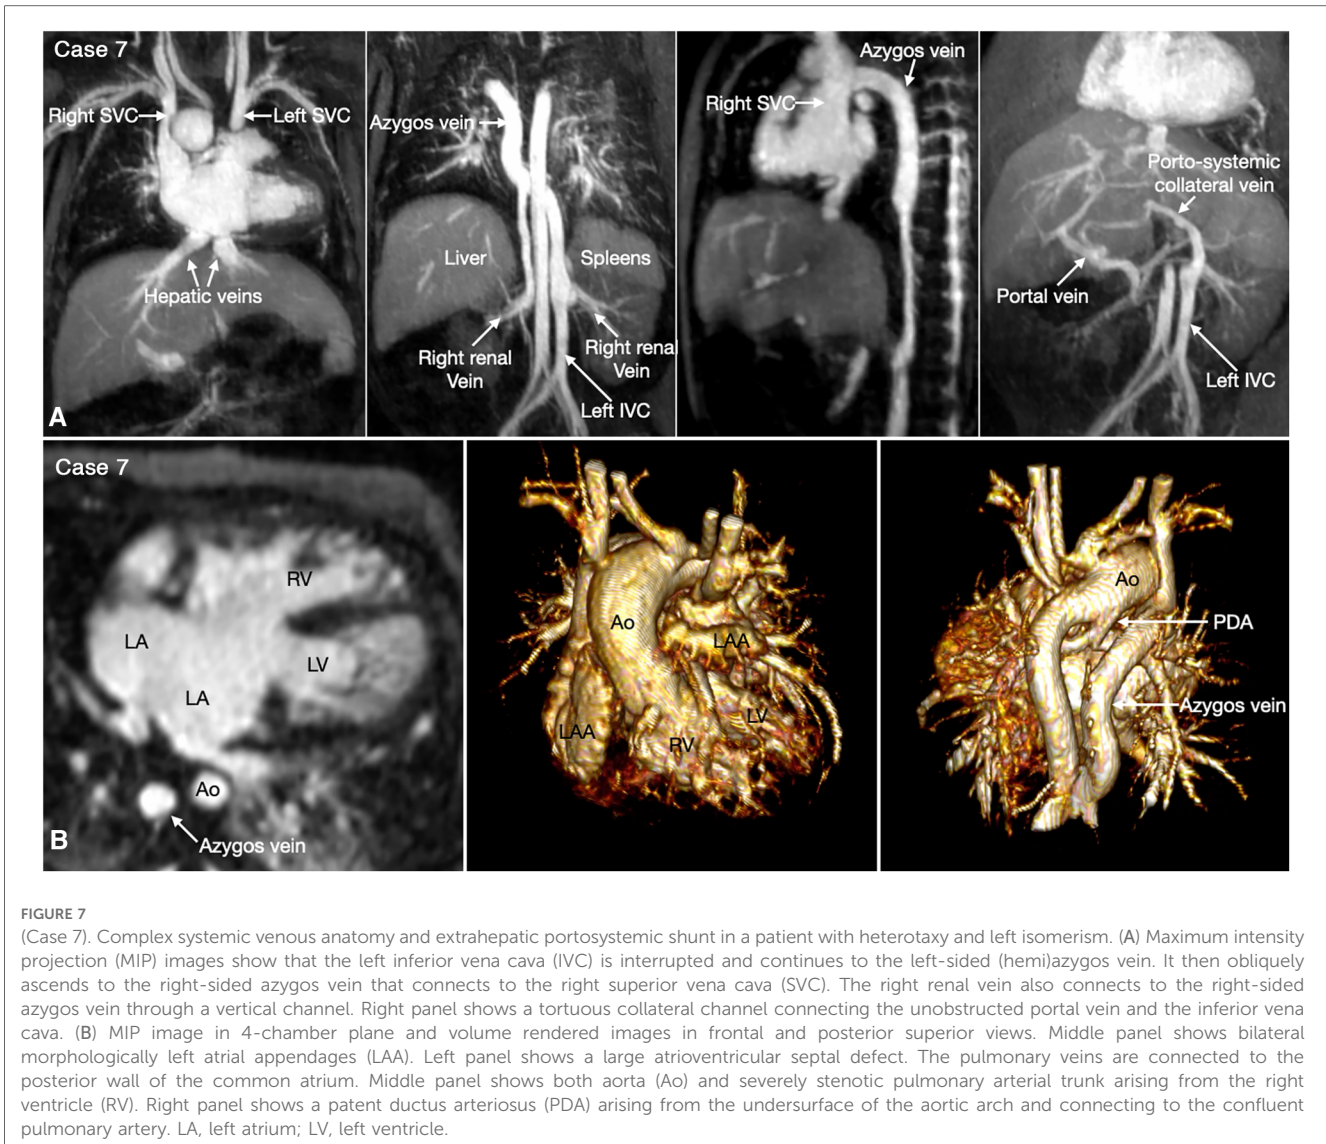 Case 7
Right SVC
Left SVC
Hepatic veins
A
Azygos vein
Liver
Spleens
Right renal
Vein
Right renal
Vein
Left IVC
Azygos vein
Right SVC
Porto-systemic
collateral vein
Portal vein
Left IVC
Case 7
RV
LA
LV
LA
Ao
Azygos vein
B
Ao
LAA
LAA
LV
RV
Ao
PDA
Azygos vein
FIGURE 7
(Case 7). Complex systemic venous anatomy and extrahepatic portosystemic shunt in a patient with heterotaxy and left isomerism. (A) Maximum intensity
projection (MIP) images show that the left inferior vena cava (IVC) is interrupted and continues to the left-sided (hemi)azygos vein. It then obliquely
ascends to the right-sided azygos vein that connects to the right superior vena cava (SVC). The right renal vein also connects to the right-sided
azygos vein through a vertical channel. Right panel shows a tortuous collateral channel connecting the unobstructed portal vein and the inferior vena
cava. (B) MIP image in 4-chamber plane and volume rendered images in frontal and posterior superior views. Middle panel shows bilateral
morphologically left atrial appendages (LAA). Left panel shows a large atrioventricular septal defect. The pulmonary veins are connected to the
posterior wall of the common atrium. Middle panel shows both aorta (Ao) and severely stenotic pulmonary arterial trunk arising from the right
ventricle (RV). Right panel shows a patent ductus arteriosus (PDA) arising from the undersurface of the aortic arch and connecting to the confluent
pulmonary artery. LA, left atrium; LV, left ventricle.